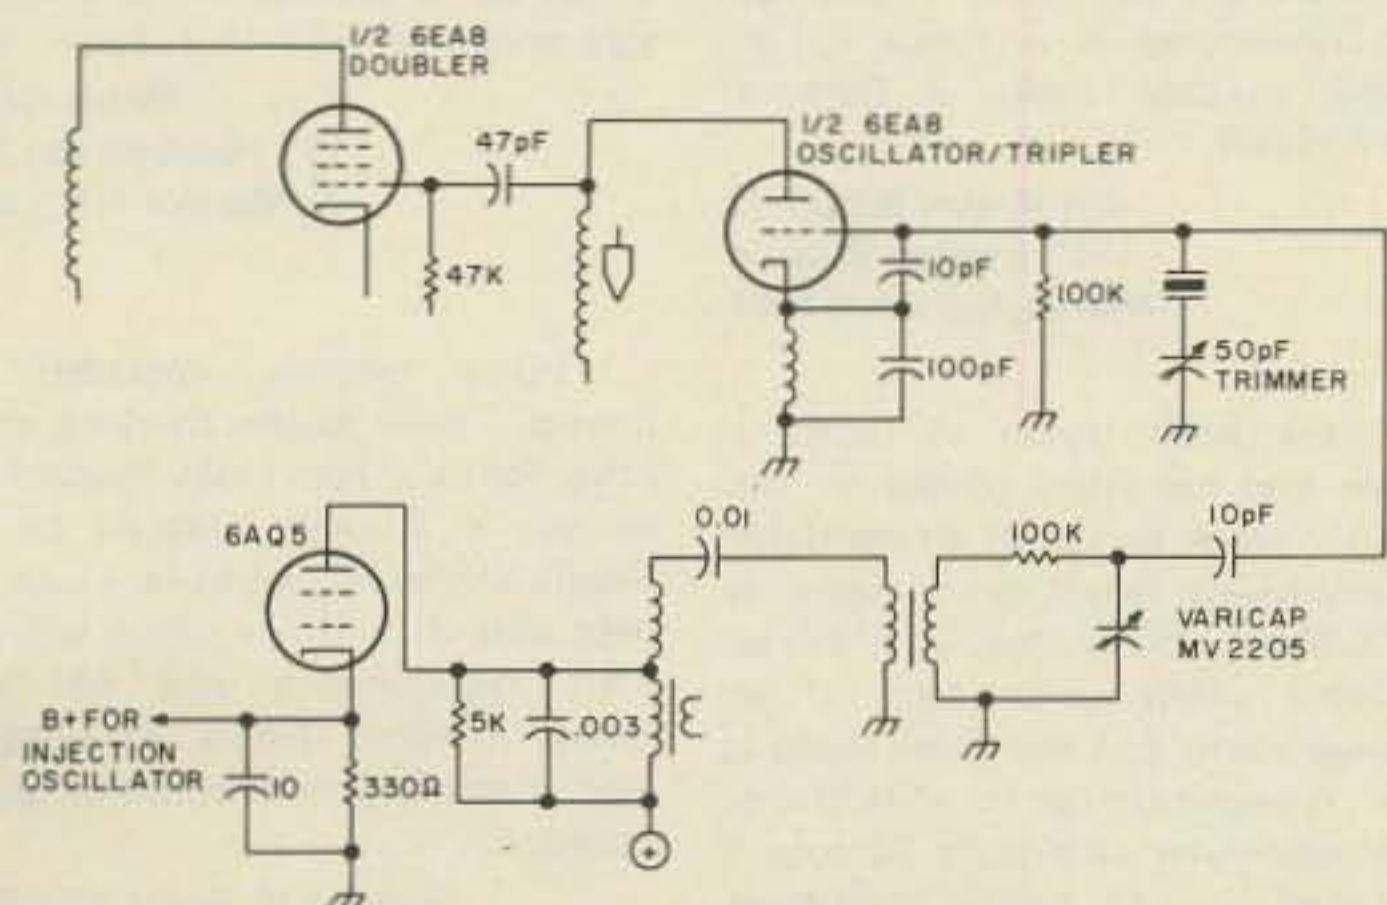 1/2 6EA8
DOUBLER
47pF
47K
1/2 6EA8
OSCILLATOR/TRIPLER
10pF
100K
100pF
50pF
TRIMMER
6AQ5
0.01
100K
10pF
VARICAP
MV2205
B+ FOR
INJECTION
OSCILLATOR
10
330Ω
5K
.003
+